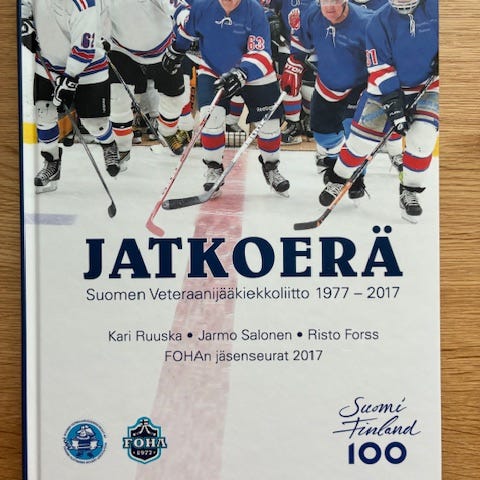 63
JATKOERÄ
Suomen Veteraanijääkiekkoliitto 1977 – 2017
Kari Ruuska • Jarmo Salonen • Risto Forss
FOHAn jäsenseurat 2017
FOHA
1977
Suomi
Finland
100